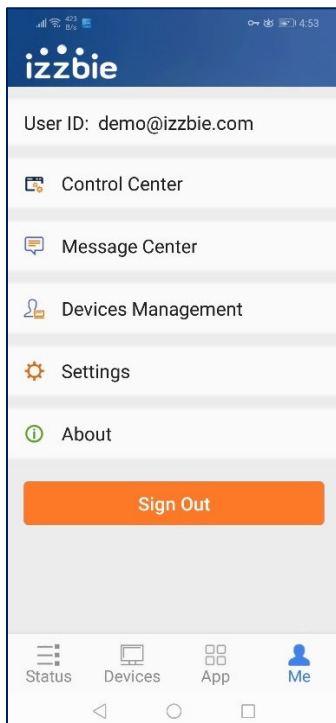 423
B/s
4:53
izzbie
User ID: demo@izzbie.com
Control Center
Message Center
Devices Management
Settings
About
Sign Out
Status Devices App Me